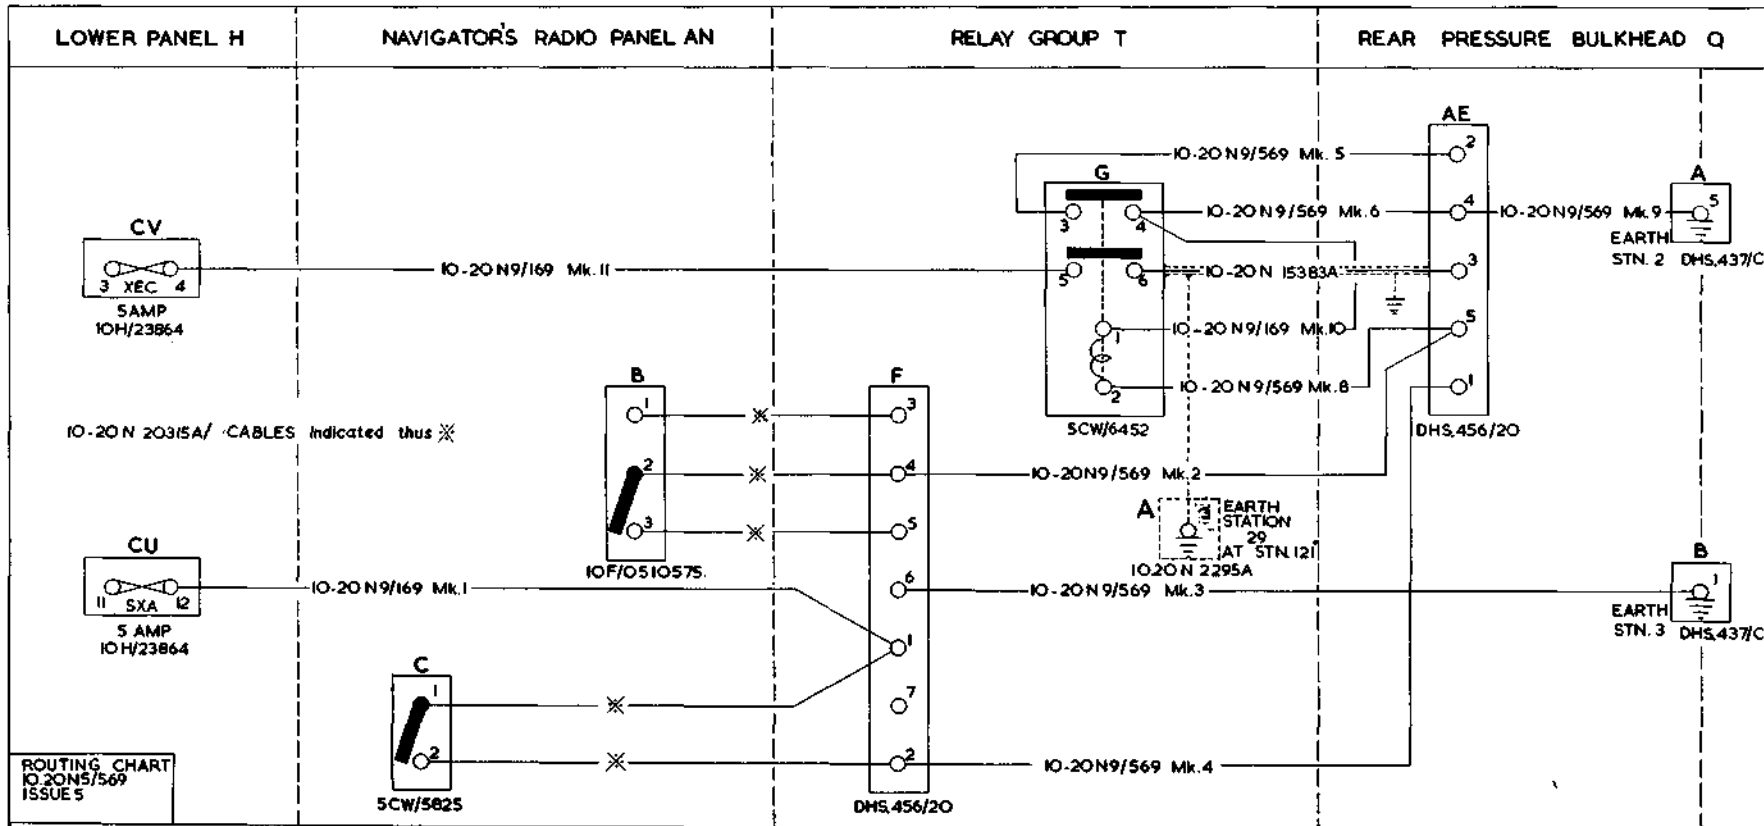 LOWER PANEL H
NAVIGATOR'S RADIO PANEL AN
RELAY GROUP T
REAR PRESSURE BULKHEAD Q
CV
3 XEC 4
5 AMP
10H/23864
10-20N9/169 Mk.11
10-20 N 20315A/ CABLES Indicated thus ※
CU
11 SXA 12
5 AMP
10H/23864
10-20N9/169 Mk.1
B
1
2
3
10F/0510575.
※
※
※
C
1
2
5CW/5825
※
※
F
3
4
5
6
1
7
2
DHS.456/20
G
3 4
5 6
1
2
5CW/6452
10-20N9/569 Mk.5
10-20N9/569 Mk.6
10-20N 15383A
10-20N9/169 Mk.10
10-20N9/569 Mk.8
10-20N9/569 Mk.2
A
EARTH
STATION
29
AT STN. 121
10.20 N 2295A
10-20N9/569 Mk.3
10-20N9/569 Mk.4
AE
2
4
3
5
1
DHS.456/20
10-20N9/569 Mk.9
A
5
EARTH
STN. 2 DHS.437/C
B
1
EARTH
STN. 3 DHS.437/C
ROUTING CHART
10.20N5/569
ISSUE 5